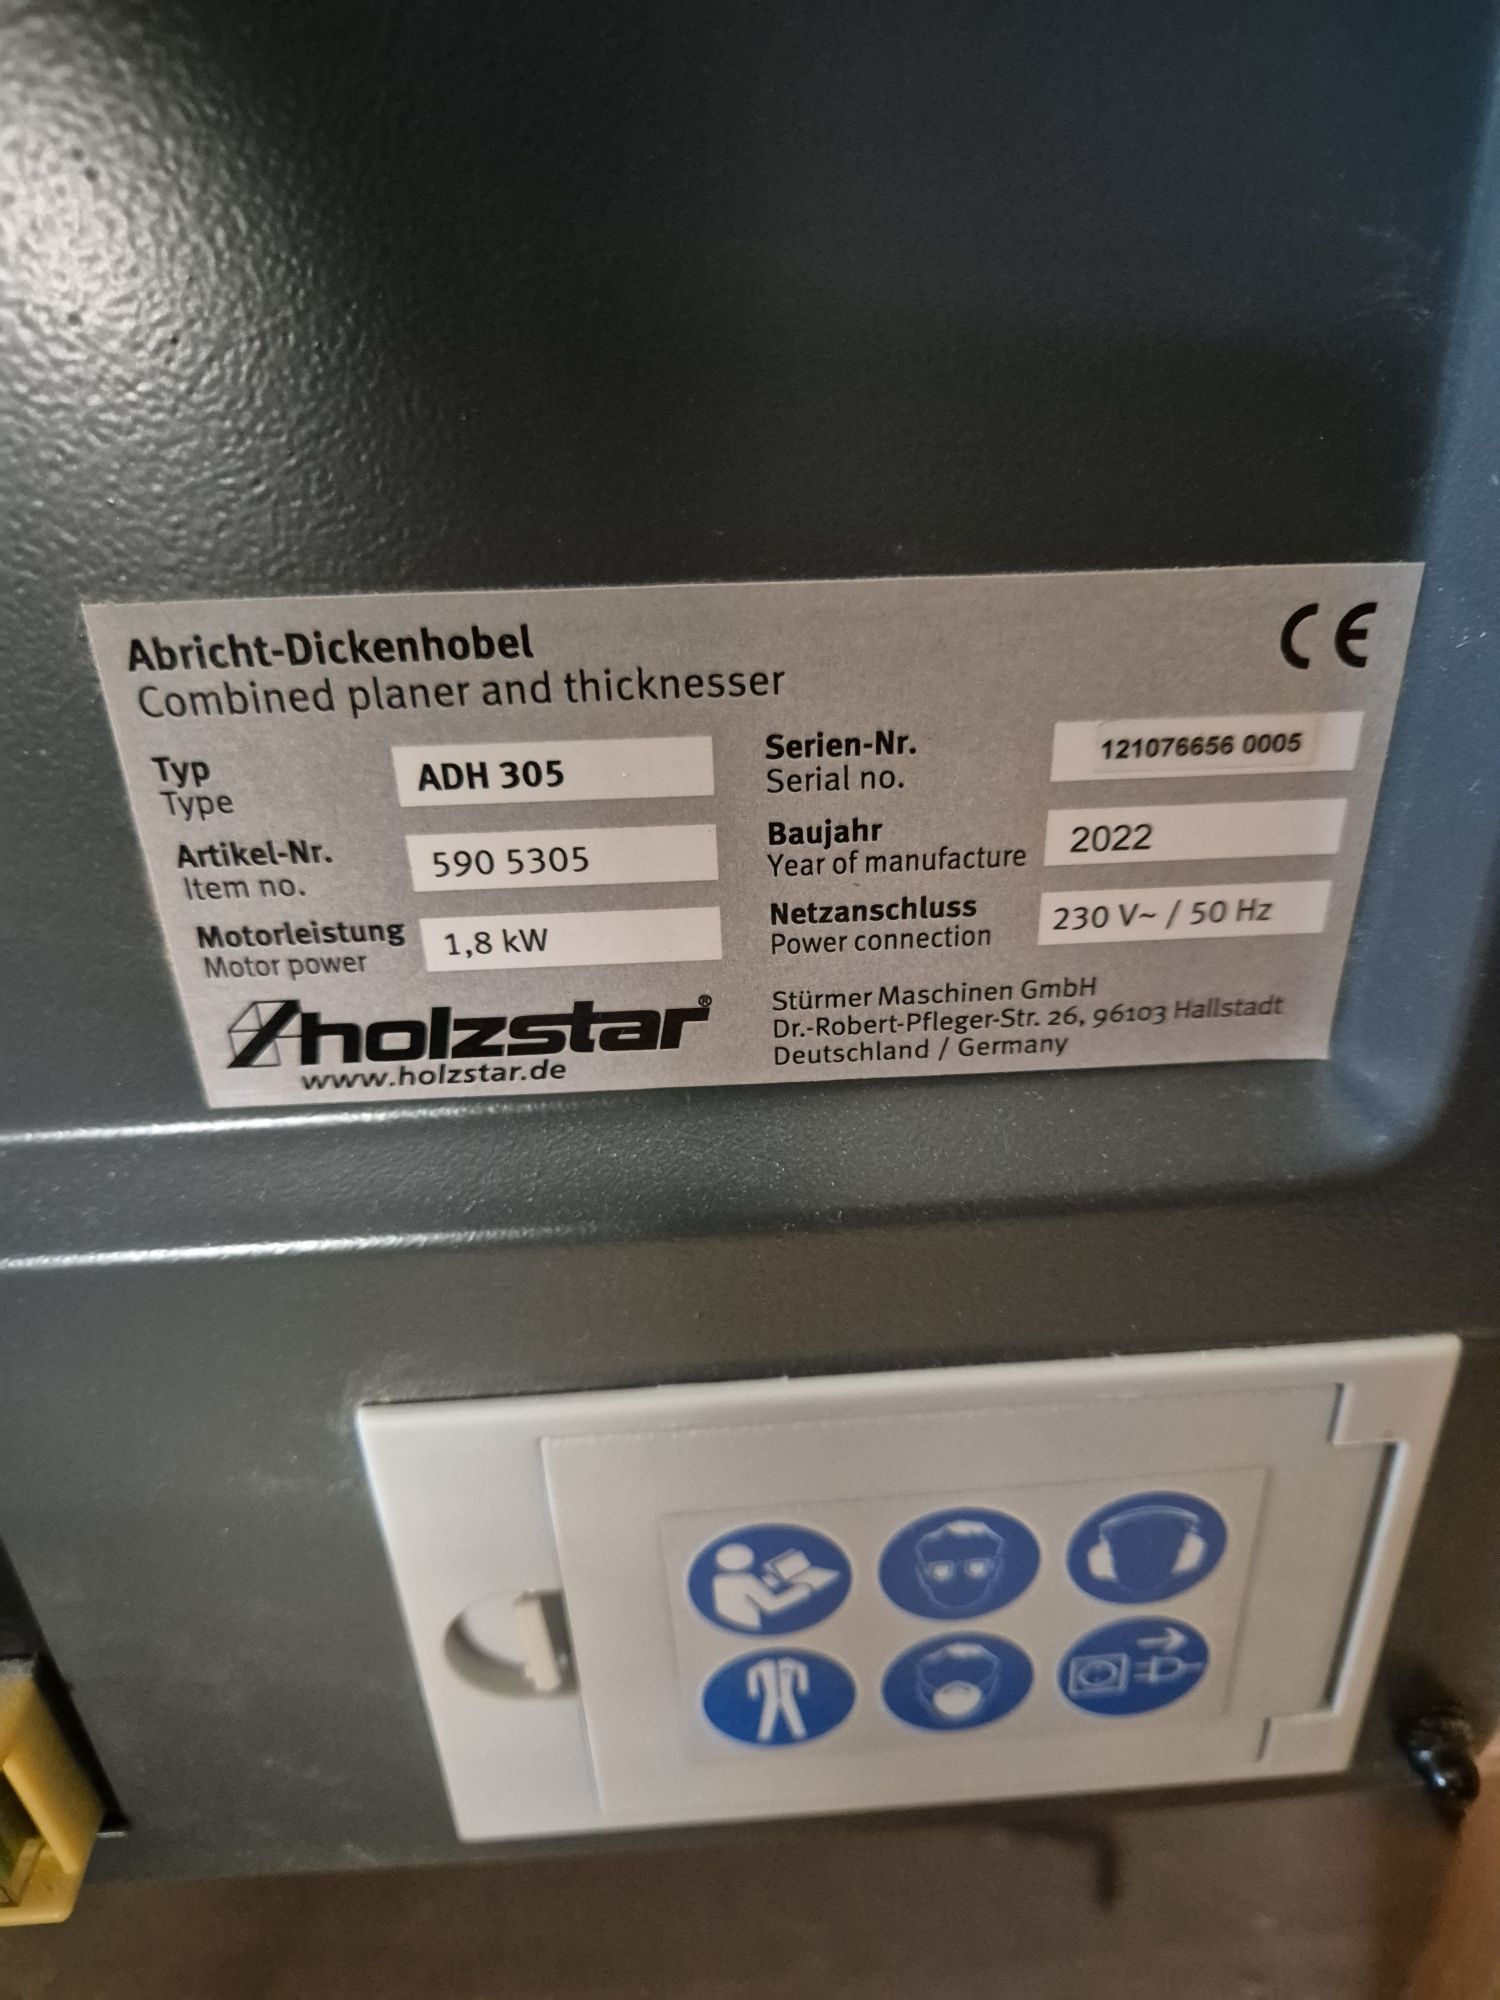 Abricht-Dickenhobel
Combined planer and thicknesser
CE
Typ
Type
ADH 305
Artikel-Nr.
Item no.
590 5305
Motorleistung
Motor power
1,8 kW
holzstar®
www.holzstar.de
Serien-Nr.
Serial no.
121076656 0005
Baujahr
Year of manufacture
2022
Netzanschluss
Power connection
230 V~ / 50 Hz
Stürmer Maschinen GmbH
Dr.-Robert-Pfleger-Str. 26, 96103 Hallstadt
Deutschland / Germany